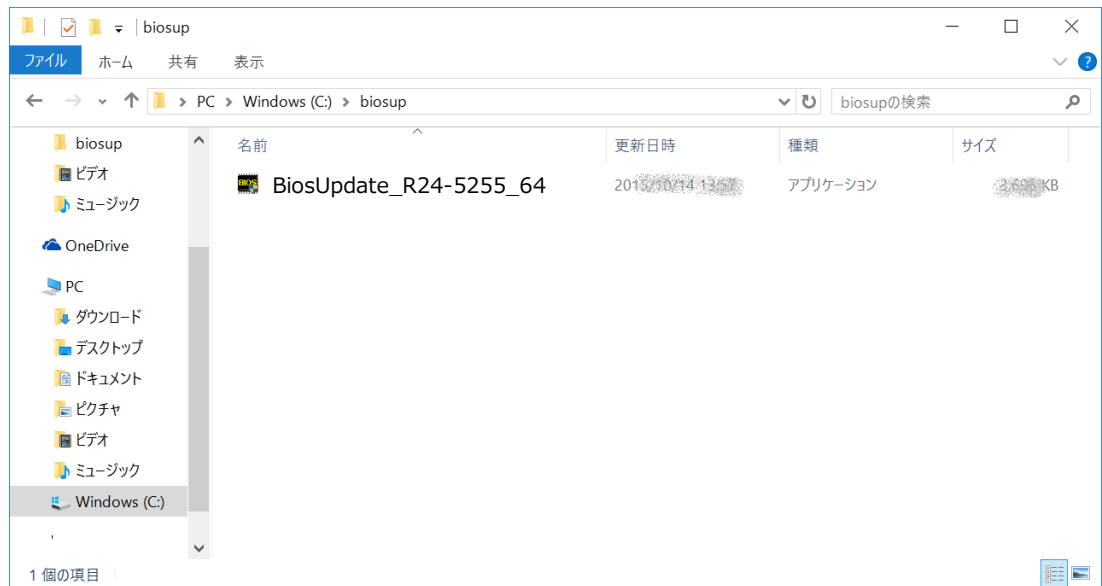 biosup
ファイル ホーム 共有 表示
PC Windows (C:) biosup biosupの検索
名前 更新日時 種類 サイズ
BIOS BiosUpdate_R24-5255_64 アプリケーション KB
biosup
ビデオ
ミュージック
OneDrive
PC
ダウンロード
デスクトップ
ドキュメント
ピクチャ
ビデオ
ミュージック
Windows (C:)
1 個の項目